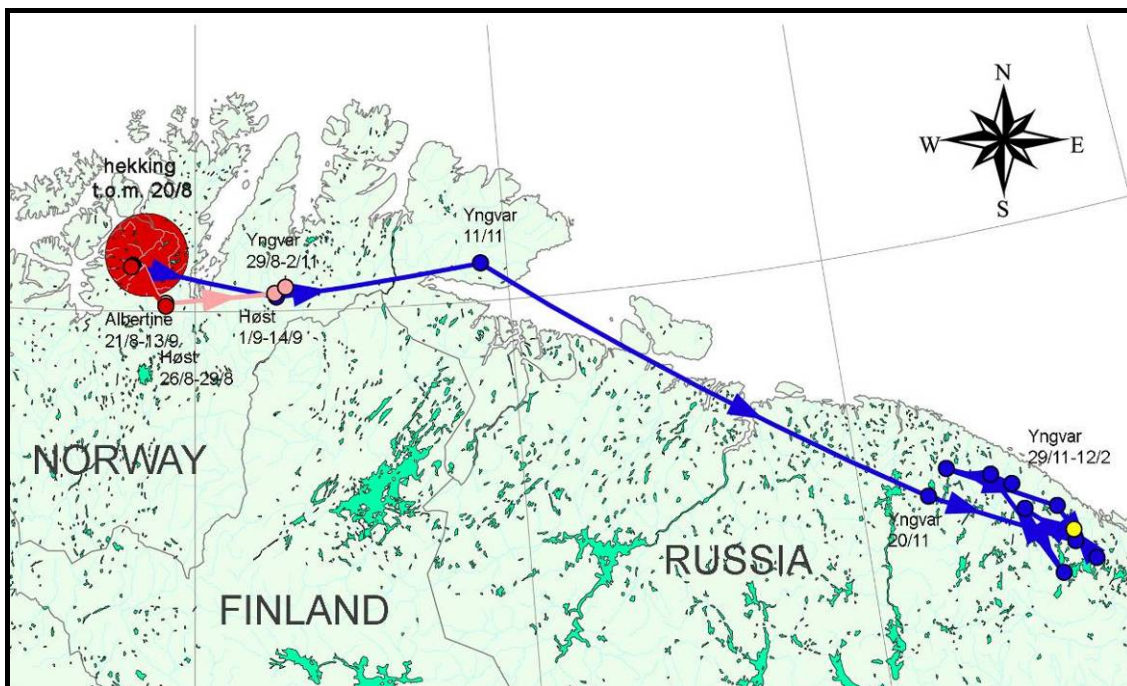 N
W
E
S
hekking
t.o.m. 20/8
Yngvar
11/11
Yngvar
29/8-2/11
Albertine
21/8-13/9
Høst
1/9-14/9
Høst
26/8-29/8
NORWAY
Yngvar
29/11-12/2
Yngvar
20/11
RUSSIA
FINLAND